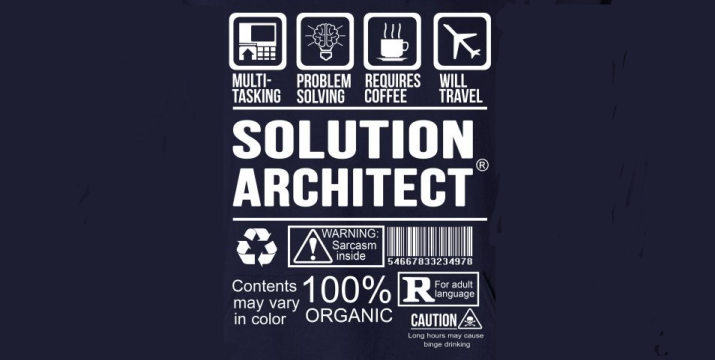 MULTI-
TASKING
PROBLEM
SOLVING
REQUIRES
COFFEE
WILL
TRAVEL
SOLUTION
ARCHITECT®
WARNING:
Sarcasm
inside
54667833234978
Contents
may vary
in color
100%
ORGANIC
R For adult
language
CAUTION
Long hours may cause
binge drinking